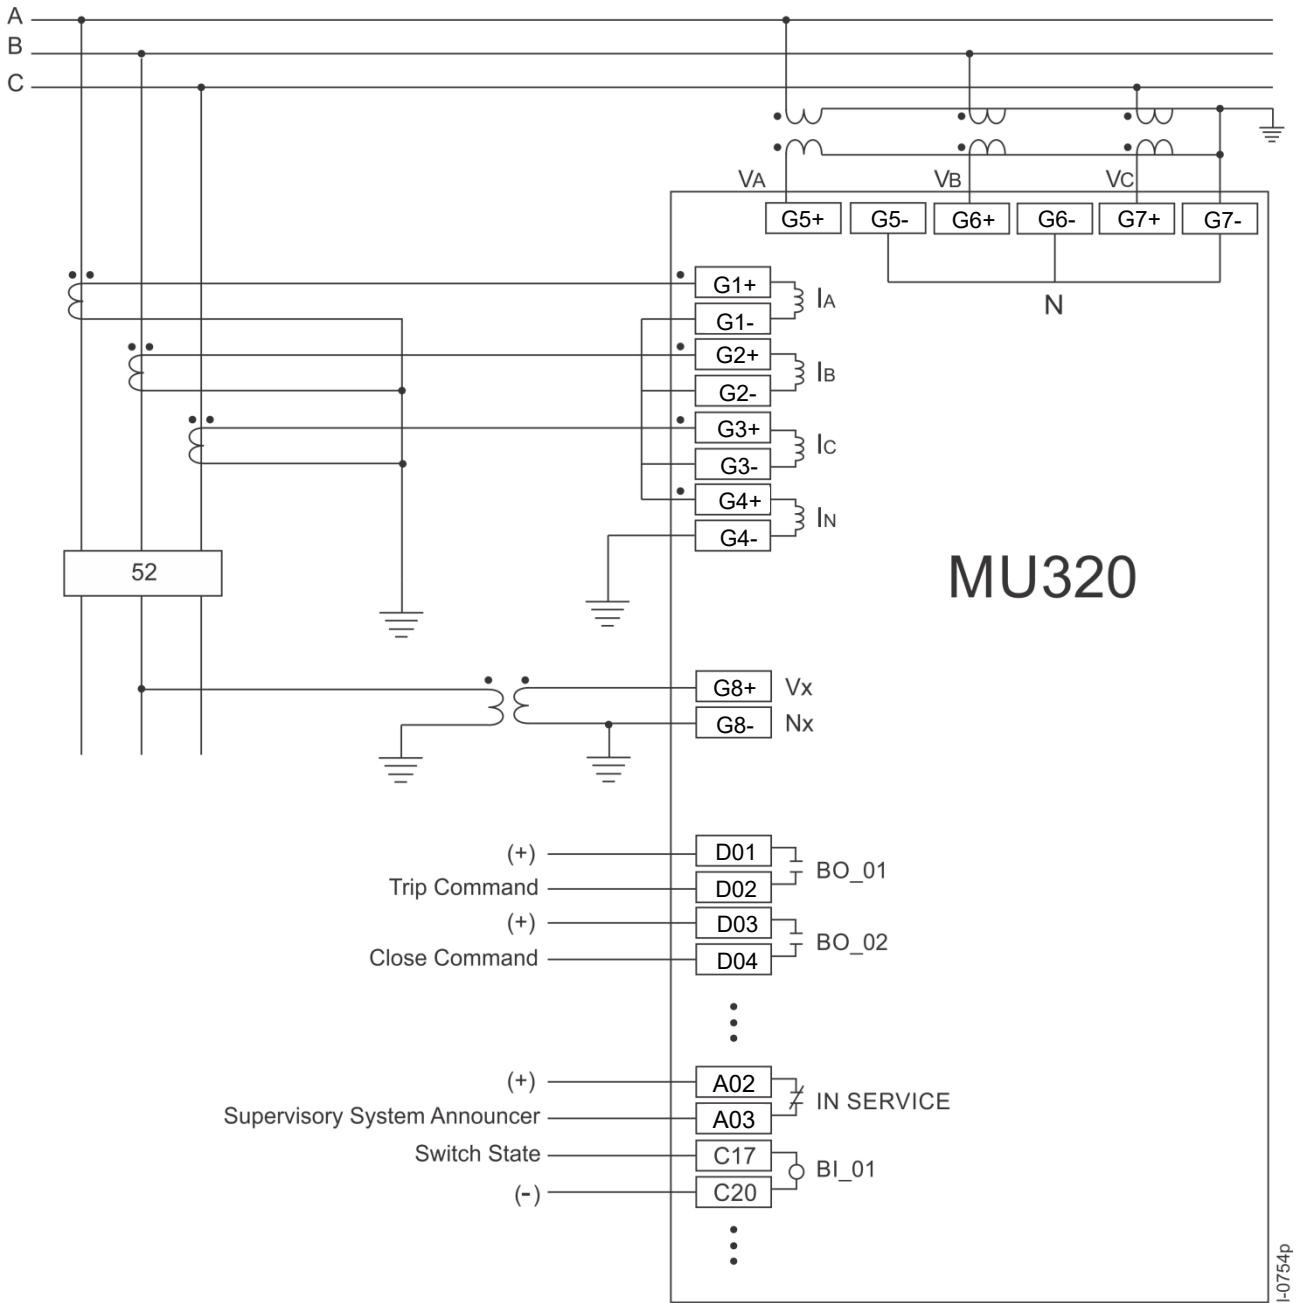 A
B
C
VA VB VC
G5+ G5- G6+ G6- G7+ G7-
N
G1+
IA
G1-
G2+
IB
G2-
G3+
IC
G3-
G4+
IN
G4-
52
MU320
G8+ Vx
G8- Nx
(+) D01
BO_01
Trip Command D02
(+) D03
BO_02
Close Command D04
(+) A02
IN SERVICE
Supervisory System Announcer A03
Switch State C17
BI_01
(-) C20
I-0754p